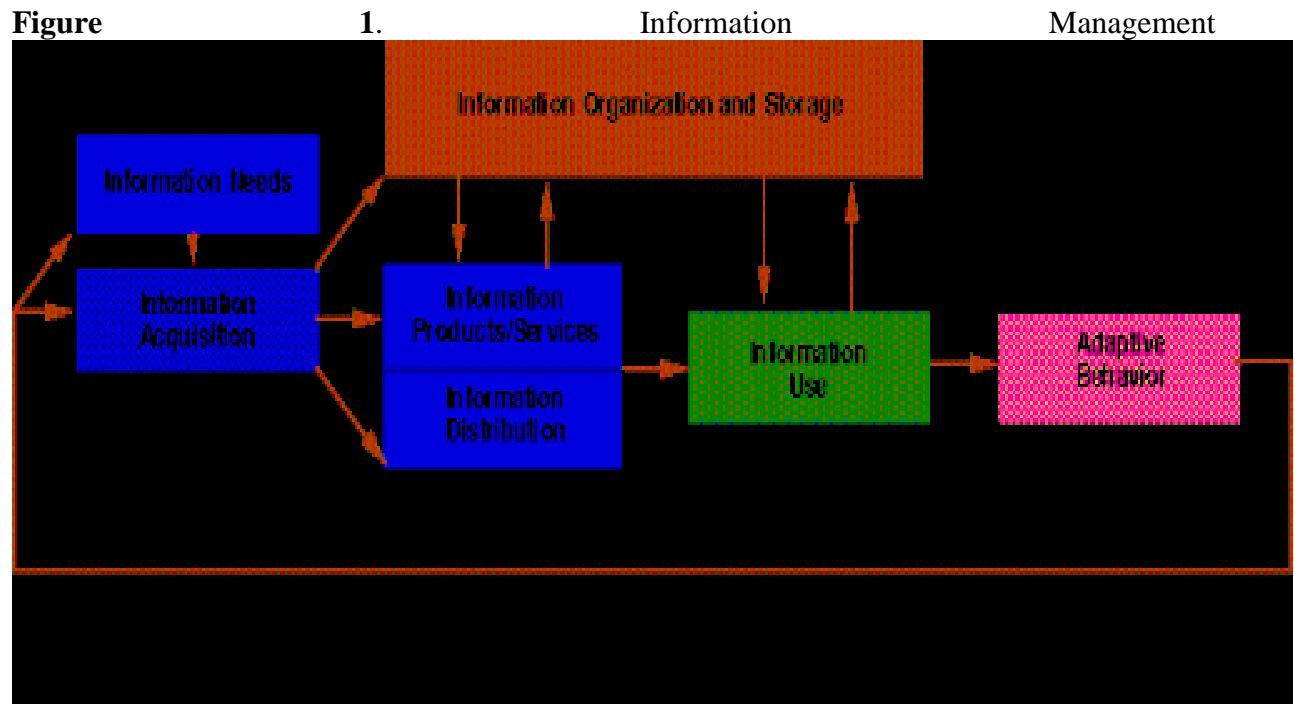 Figure 1. Information Management
Information Organization and Storage
Information Needs
Information
Acquisition
Information
Products/Services
Information
Distribution
Information
Use
Adaptive
Behavior